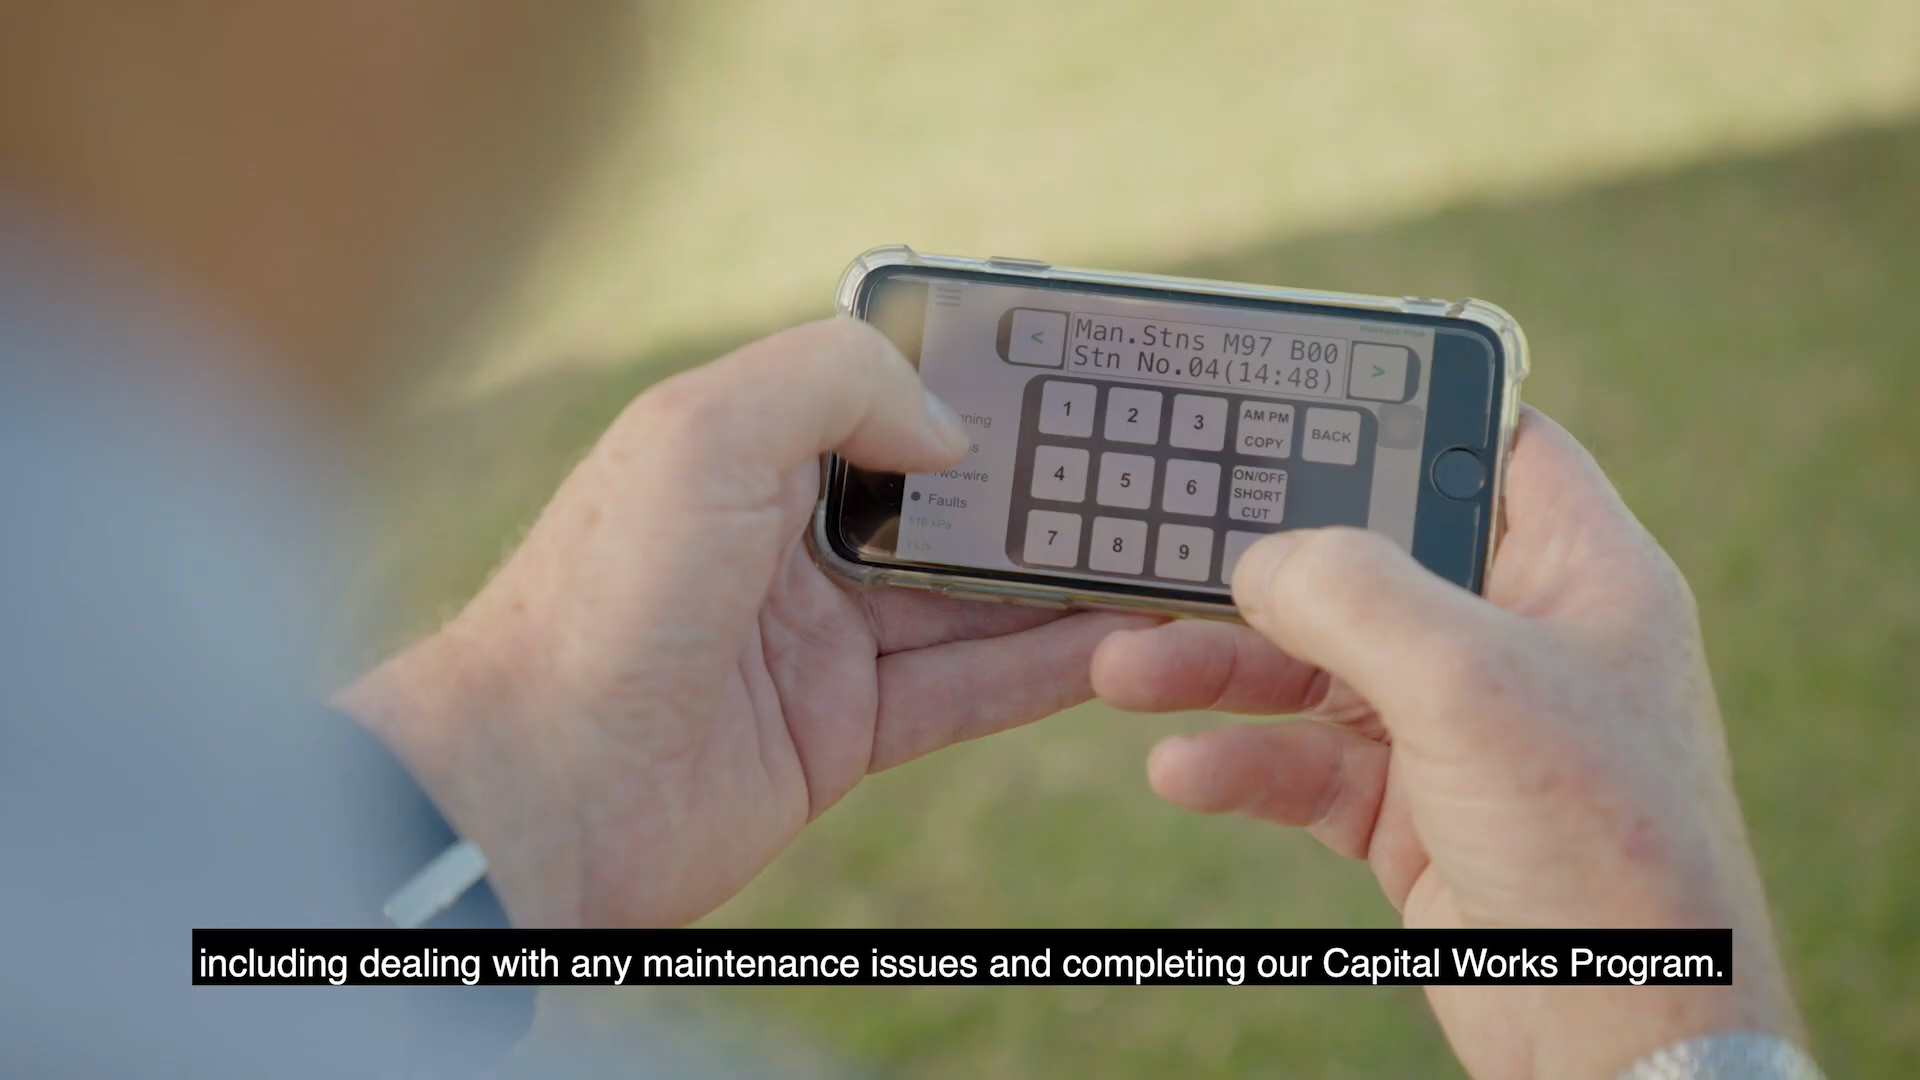 Man.Stns M97 B00
Stn No.04(14:48)
<
>
1
2
3
AM PM
COPY
BACK
4
5
6
ON/OFF
SHORT
CUT
7
8
9
Two-wire
Faults
516 kPa
including dealing with any maintenance issues and completing our Capital Works Program.